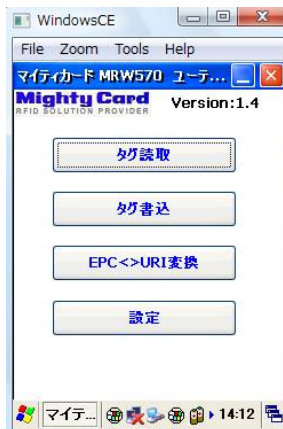 WindowsCE
File Zoom Tools Help
マイティカード MRW570 ユーテ...
Mighty Card
RFID SOLUTION PROVIDER
Version:1.4
タグ読取
タグ書込
EPC<>URI変換
設定
マイテ... 14:12